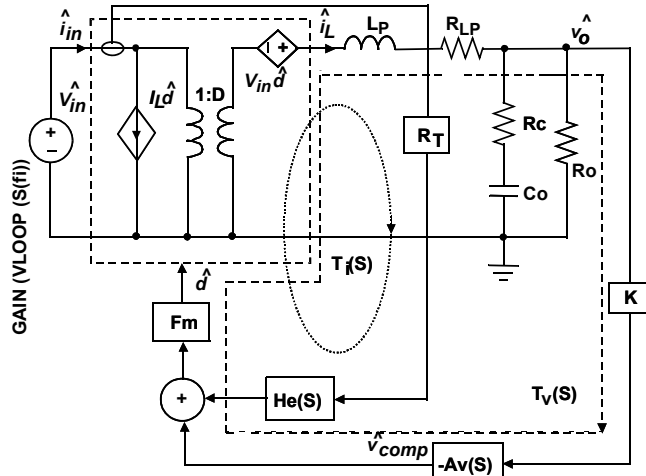 î_in
î_L
L_P
R_LP
v̂_o
V̂_in
I_L d̂
1:D
V_in d̂
+
−
R_T
Rc
Ro
Co
GAIN (VLOOP (S(fi))
T_i(S)
d̂
K
Fm
T_v(S)
+
He(S)
v̂_comp
-Av(S)